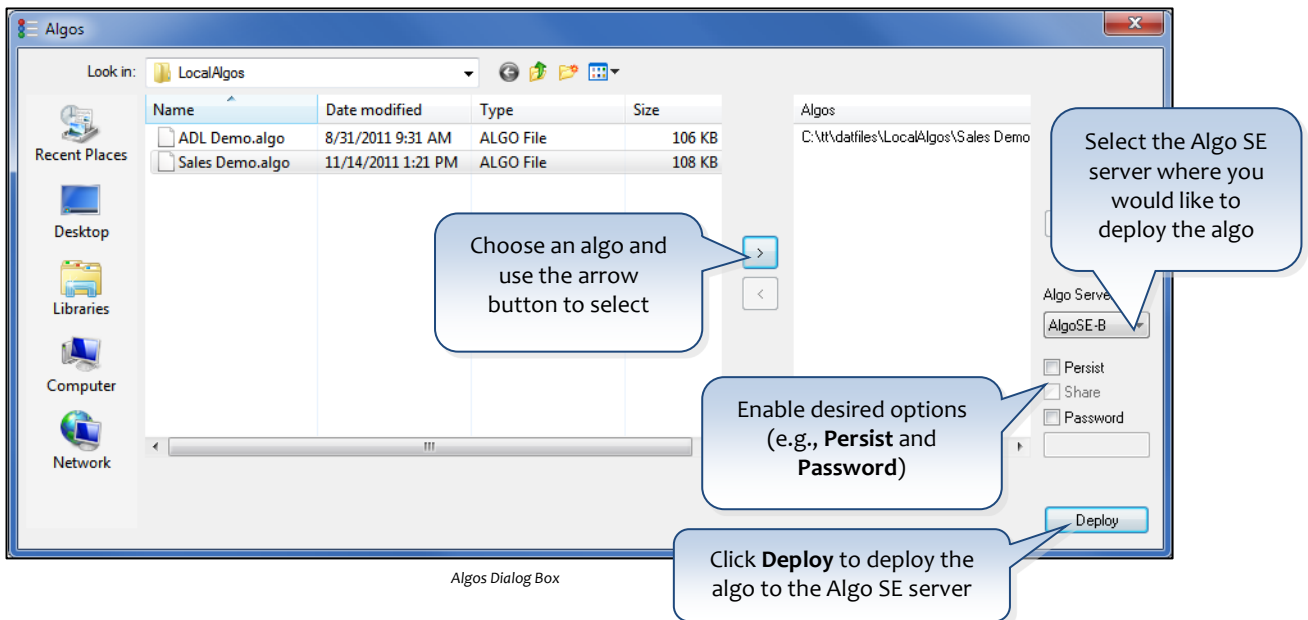 Algos
Look in: LocalAlgos
Name Date modified Type Size
ADL Demo.algo 8/31/2011 9:31 AM ALGO File 106 KB
Sales Demo.algo 11/14/2011 1:21 PM ALGO File 108 KB
Recent Places
Desktop
Libraries
Computer
Network
Choose an algo and
use the arrow
button to select
>
<
Algos
C:\tt\datfiles\LocalAlgos\Sales Demo
Select the Algo SE
server where you
would like to
deploy the algo
Algo Serve
AlgoSE-B
Persist
Share
Password
Enable desired options
(e.g., Persist and
Password)
Deploy
Click Deploy to deploy the
algo to the Algo SE server
Algos Dialog Box